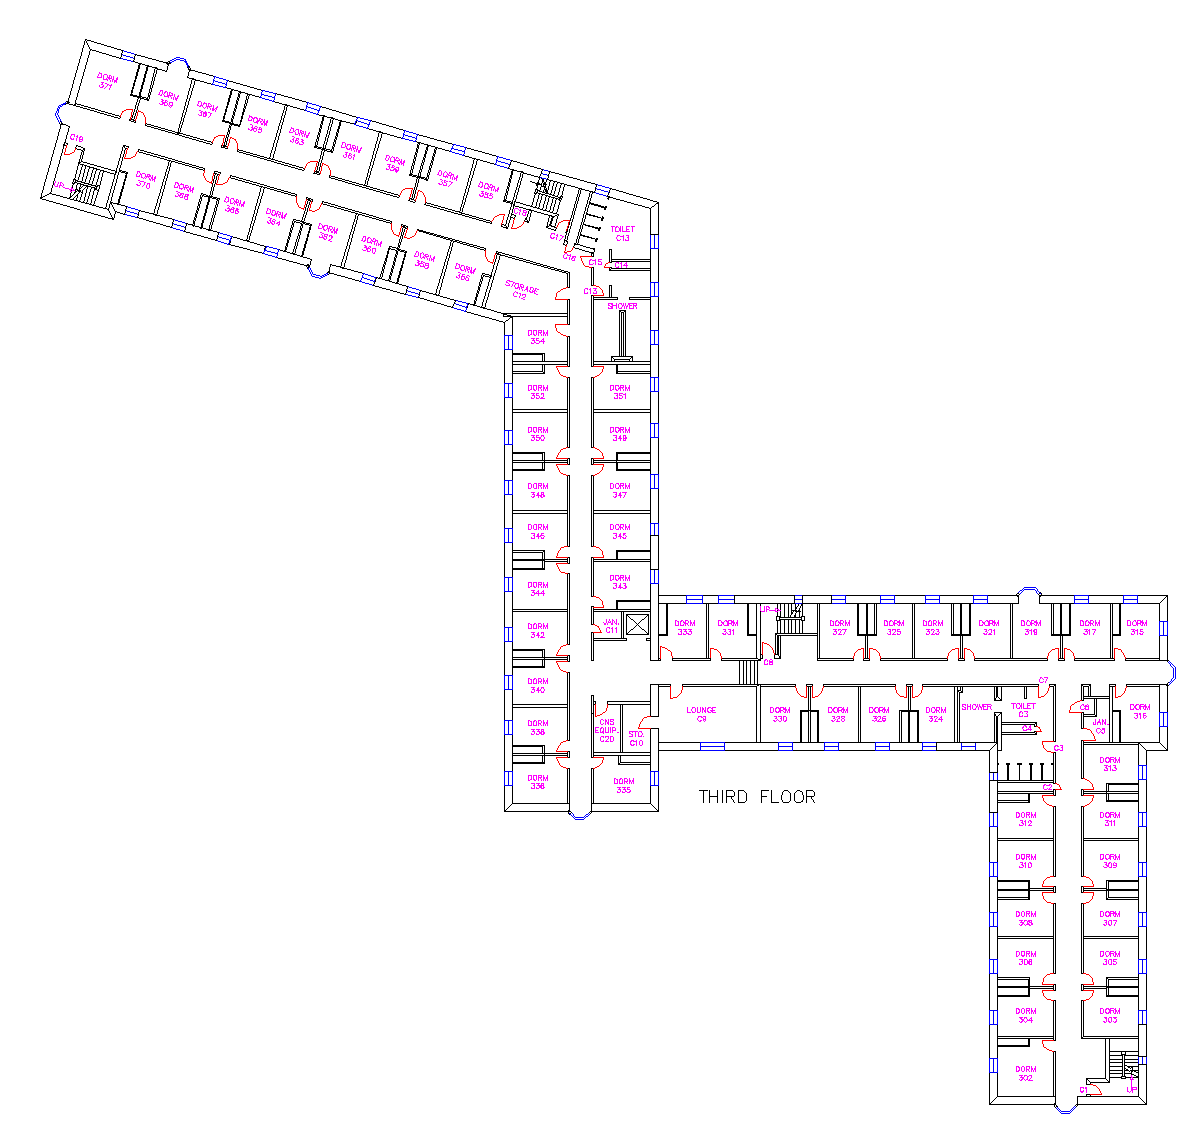 DORM
371
DORM
369
DORM
367
DORM
365
DORM
363
DORM
361
DORM
359
DORM
357
DORM
355
C19
UP
DORM
370
DORM
368
DORM
366
DORM
364
DORM
362
DORM
360
DORM
358
DORM
356
C18
C17
C16
TOILET
C13
C15
C14
C13
STORAGE
C12
SHOWER
DORM
354
DORM
352
DORM
351
DORM
350
DORM
349
DORM
348
DORM
347
DORM
346
DORM
345
DORM
344
DORM
343
DORM
342
JAN.
C11
DORM
340
DORM
338
CNS
EQUIP.
C20
STO.
C10
DORM
336
DORM
335
DORM
333
DORM
331
UP
C8
DORM
327
DORM
325
DORM
323
DORM
321
DORM
319
DORM
317
DORM
315
C7
LOUNGE
C9
DORM
330
DORM
328
DORM
326
DORM
324
SHOWER
TOILET
C3
C4
C3
C2
C6
JAN.
C5
DORM
316
THIRD FLOOR
DORM
313
DORM
312
DORM
311
DORM
310
DORM
309
DORM
308
DORM
307
DORM
306
DORM
305
DORM
304
DORM
303
DORM
302
C1
UP